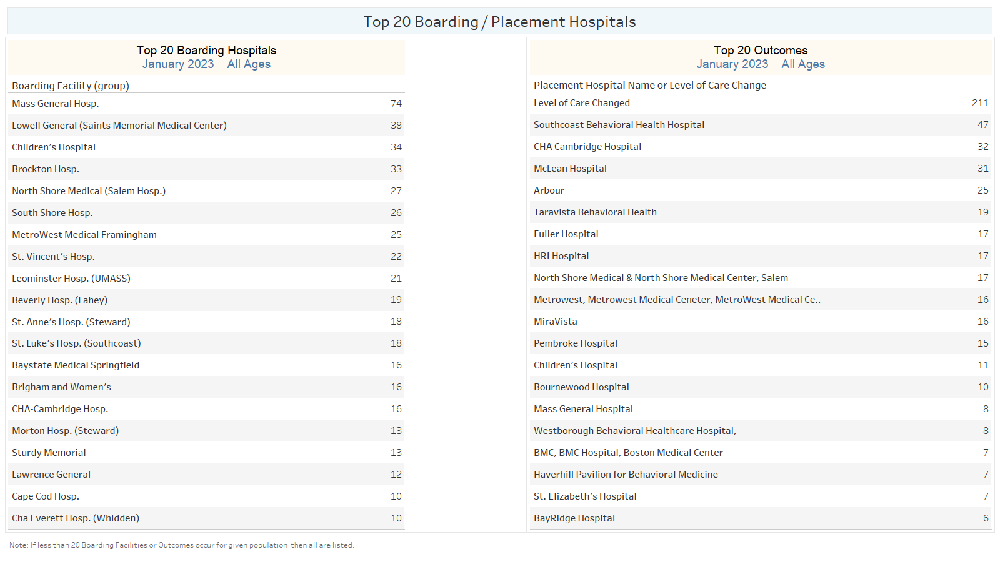 Top 20 Boarding / Placement Hospitals
Top 20 Boarding Hospitals
January 2023 All Ages
Boarding Facility (group)
Mass General Hosp. 74
Lowell General (Saints Memorial Medical Center) 38
Children's Hospital 34
Brockton Hosp. 33
North Shore Medical (Salem Hosp.) 27
South Shore Hosp. 26
MetroWest Medical Framingham 25
St. Vincent's Hosp. 22
Leominster Hosp. (UMASS) 21
Beverly Hosp. (Lahey) 19
St. Anne's Hosp. (Steward) 18
St. Luke's Hosp. (Southcoast) 18
Baystate Medical Springfield 16
Brigham and Women's 16
CHA-Cambridge Hosp. 16
Morton Hosp. (Steward) 13
Sturdy Memorial 13
Lawrence General 12
Cape Cod Hosp. 10
Cha Everett Hosp. (Whidden) 10
Top 20 Outcomes
January 2023 All Ages
Placement Hospital Name or Level of Care Change
Level of Care Changed 211
Southcoast Behavioral Health Hospital 47
CHA Cambridge Hospital 32
McLean Hospital 31
Arbour 25
Taravista Behavioral Health 19
Fuller Hospital 17
HRI Hospital 17
North Shore Medical & North Shore Medical Center, Salem 17
Metrowest, Metrowest Medical Ceneter, MetroWest Medical Ce.. 16
MiraVista 16
Pembroke Hospital 15
Children's Hospital 11
Bournewood Hospital 10
Mass General Hospital 8
Westborough Behavioral Healthcare Hospital, 8
BMC, BMC Hospital, Boston Medical Center 7
Haverhill Pavilion for Behavioral Medicine 7
St. Elizabeth's Hospital 7
BayRidge Hospital 6
Note: If less than 20 Boarding Facilities or Outcomes occur for given population then all are listed.